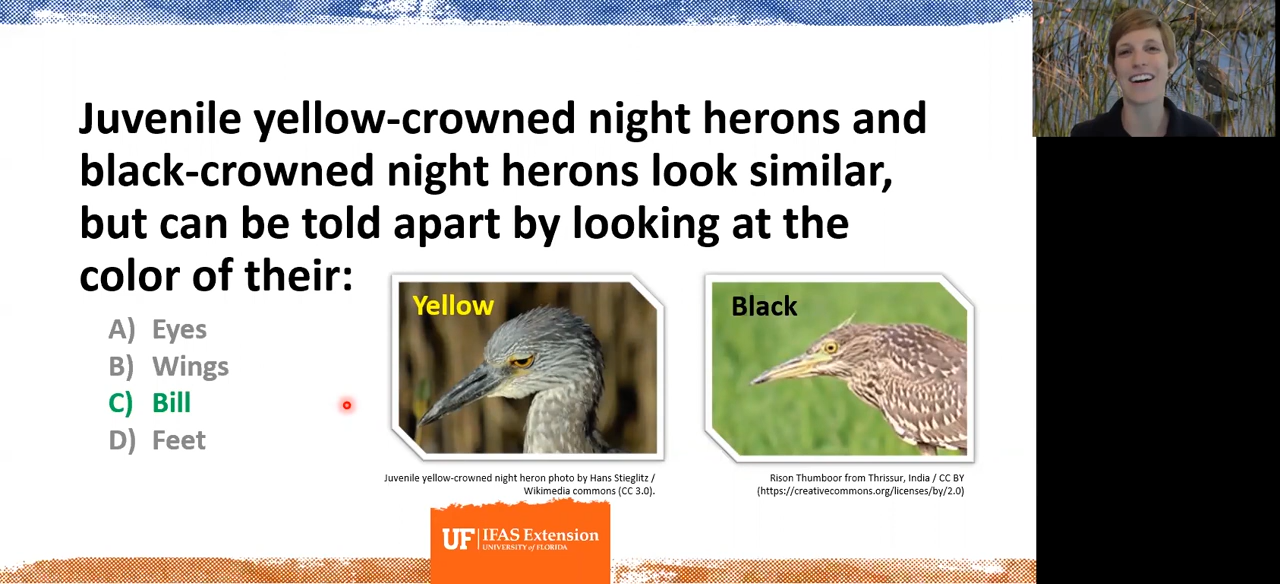 Juvenile yellow-crowned night herons and
black-crowned night herons look similar,
but can be told apart by looking at the
color of their:
A) Eyes
B) Wings
C) Bill
D) Feet
Yellow
Black
Juvenile yellow-crowned night heron photo by Hans Stieglitz /
Wikimedia commons (CC 3.0).
Rison Thumboor from Thrissur, India / CC BY
(https://creativecommons.org/licenses/by/2.0)
UF IFAS Extension
UNIVERSITY of FLORIDA